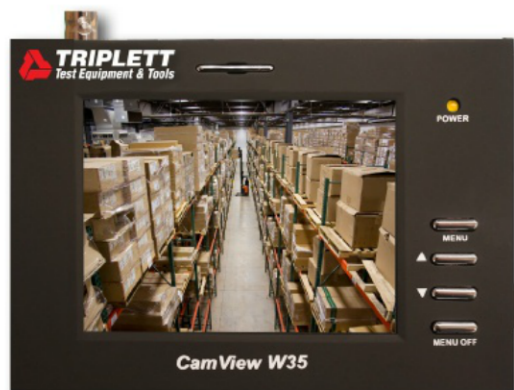 TRIPLETT
Test Equipment & Tools
POWER
MENU
▲
▼
MENU OFF
CamView W35